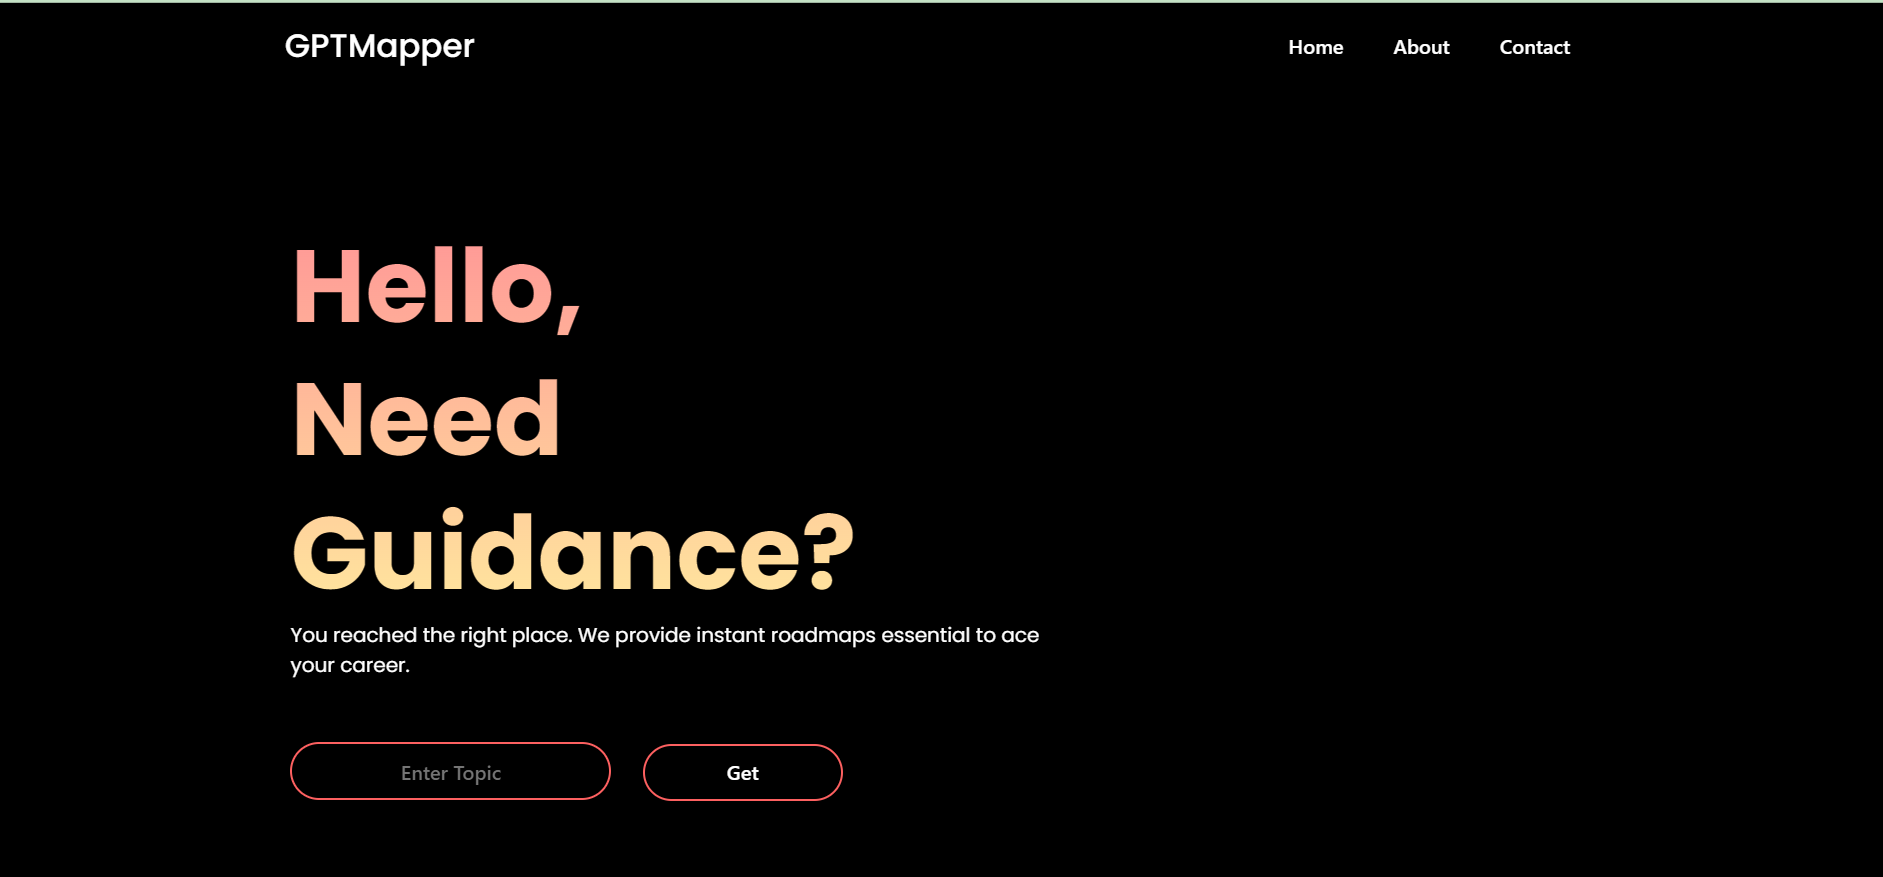 GPTMapper
Home
About
Contact
Hello,
Need
Guidance?
You reached the right place. We provide instant roadmaps essential to ace
your career.
Enter Topic
Get